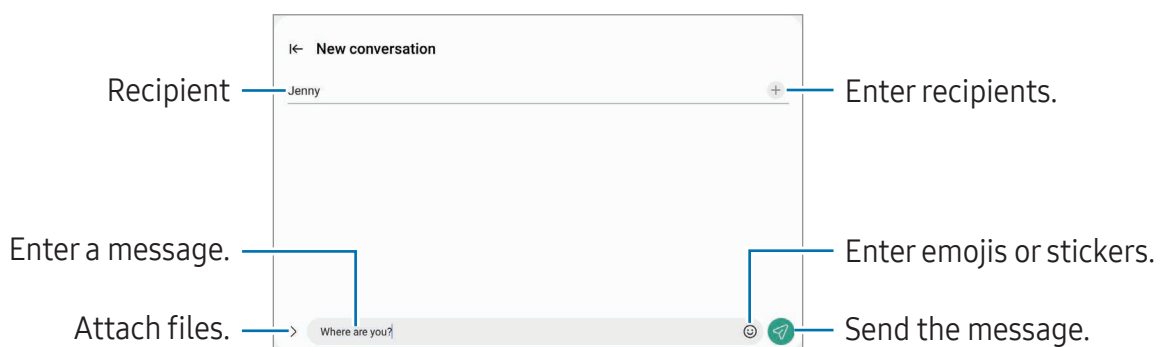 New conversation
Recipient
Jenny
Enter recipients.
Enter a message.
Enter emojis or stickers.
Attach files.
Where are you?
Send the message.